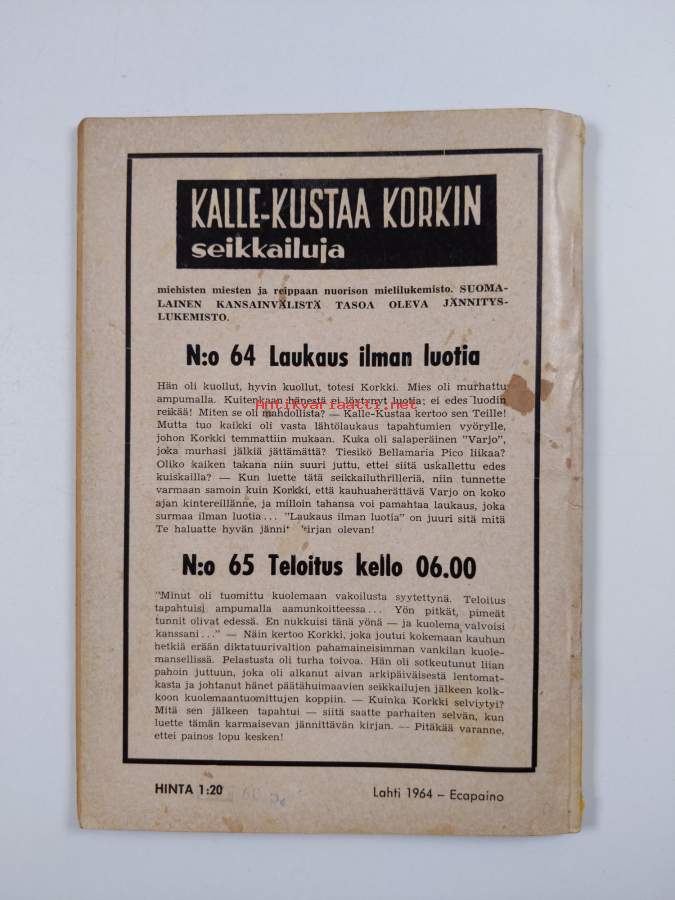 KALLE-KUSTAA KORKIN
seikkailuja
miehisten miesten ja reippaan nuorison mielilukemisto. SUOMA-
LAINEN KANSAINVÄLISTÄ TASOA OLEVA JÄNNITYS-
LUKEMISTO.
N:o 64 Laukaus ilman luotia
Hän oli kuollut, hyvin kuollut, totesi Korkki. Mies oli murhattu
ampumalla. Kuitenkaan hänestä ei löytynyt luotia; ei edes luodin
Antikvariaatti.net
reikää! Miten se oli mahdollista? — Kalle-Kustaa kertoo sen Teille!
Mutta tuo kaikki oli vasta lähtölaukaus tapahtumien vyörylle,
johon Korkki temmattiin mukaan. Kuka oli salaperäinen "Varjo",
joka murhasi jälkiä jättämättä? Tiesikö Bellamaria Pico liikaa?
Oliko kaiken takana niin suuri juttu, ettei siitä uskallettu edes
kuiskailla? — Kun luette tätä seikkailuthrilleriä, niin tunnette
varmaan samoin kuin Korkki, että kauhuaherättävä Varjo on koko
ajan kintereillänne, ja milloin tahansa voi pamahtaa laukaus, joka
surmaa ilman luotia... "Laukaus ilman luotia" on juuri sitä mitä
Te haluatte hyvän jännit kirjan olevan!
N:o 65 Teloitus kello 06.00
"Minut oli tuomittu kuolemaan vakoilusta syytettynä. Teloitus
tapahtuisi ampumalla aamunkoitteessa... Yön pitkät, pimeät
tunnit olivat edessä. En nukkuisi tänä yönä — ja kuolema valvoisi
kanssani..." — Näin kertoo Korkki, joka joutui kokemaan kauhun
hetkiä erään diktatuurivaltion pahamaineisimman vankilan kuole-
mansellissä. Pelastusta oli turha toivoa. Hän oli sotkeutunut liian
pahoin juttuun, joka oli alkanut aivan arkipäiväisestä lentomat-
kasta ja johtanut hänet päätähuimaavien seikkailujen jälkeen kolk-
koon kuolemaantuomittujen koppiin. — Kuinka Korkki selviytyi?
Mitä sen jälkeen tapahtui — siitä saatte parhaiten selvän, kun
luette tämän karmaisevan jännittävän kirjan. — Pitäkää varanne,
ettei painos lopu kesken!
HINTA 1:20
Lahti 1964 – Ecapaino